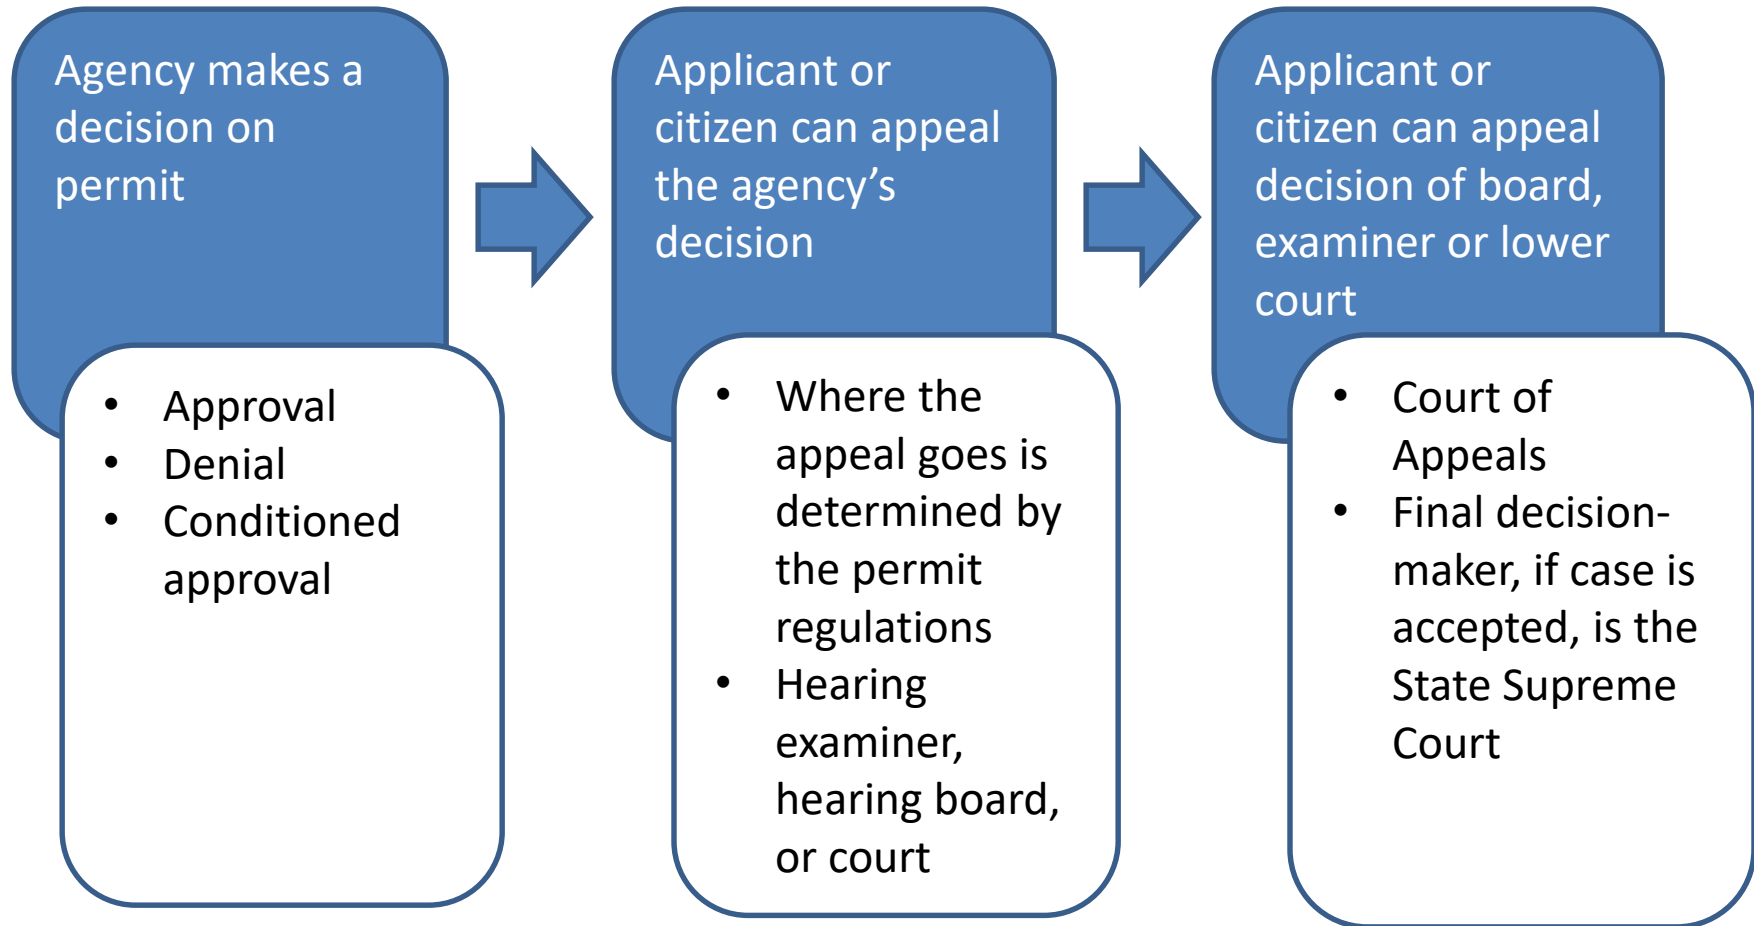 Agency makes a
decision on
permit
• Approval
• Denial
• Conditioned
approval
Applicant or
citizen can appeal
the agency’s
decision
• Where the
appeal goes is
determined by
the permit
regulations
• Hearing
examiner,
hearing board,
or court
Applicant or
citizen can appeal
decision of board,
examiner or lower
court
• Court of
Appeals
• Final decision-
maker, if case is
accepted, is the
State Supreme
Court